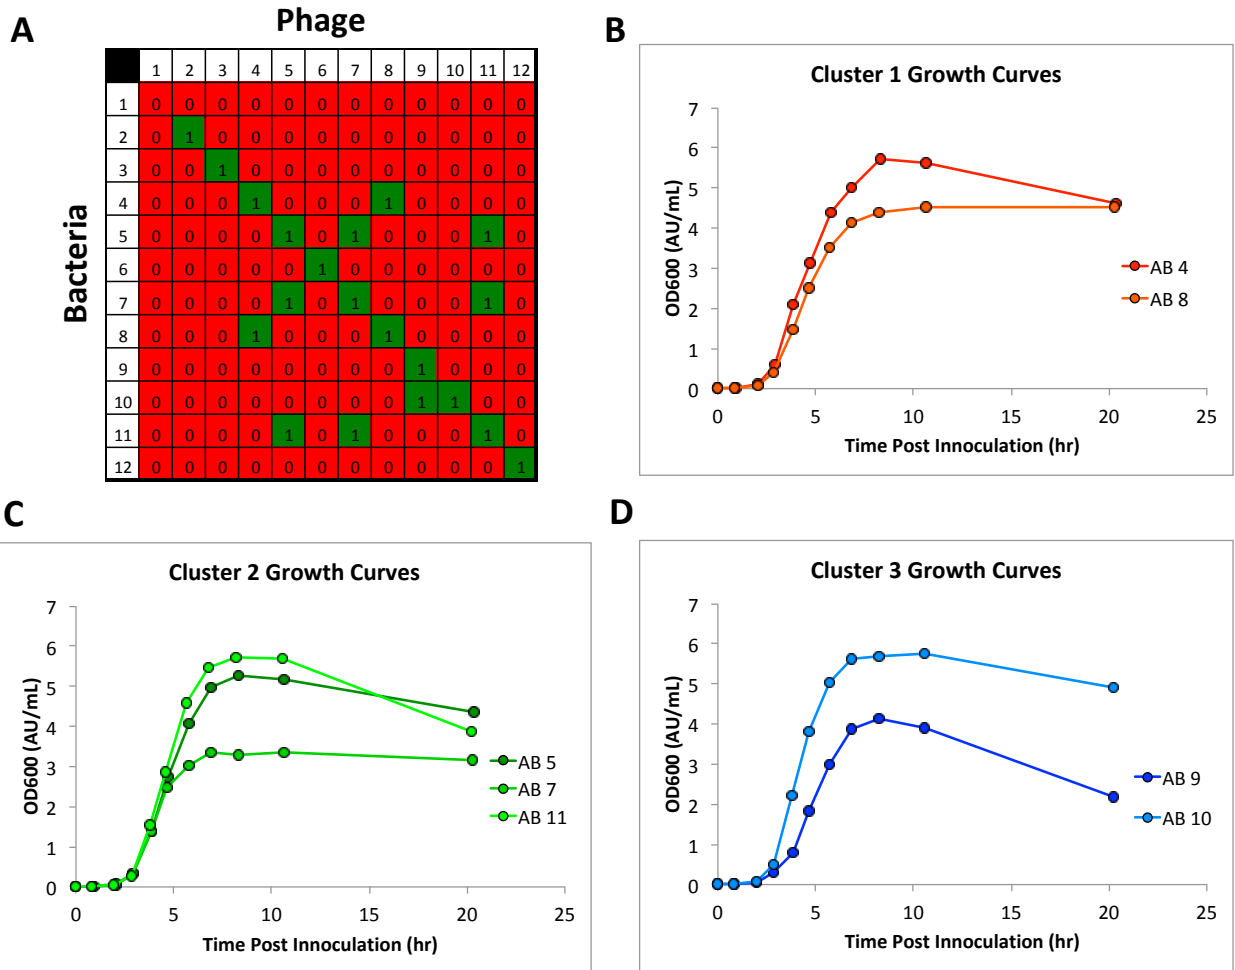 A
Phage
1 2 3 4 5 6 7 8 9 10 11 12
Bacteria
1 0 0 0 0 0 0 0 0 0 0 0 0
2 0 1 0 0 0 0 0 0 0 0 0 0
3 0 0 1 0 0 0 0 0 0 0 0 0
4 0 0 0 1 0 0 0 1 0 0 0 0
5 0 0 0 0 1 0 1 0 0 0 1 0
6 0 0 0 0 0 1 0 0 0 0 0 0
7 0 0 0 0 1 0 1 0 0 0 1 0
8 0 0 0 1 0 0 0 1 0 0 0 0
9 0 0 0 0 0 0 0 0 1 0 0 0
10 0 0 0 0 0 0 0 0 1 1 0 0
11 0 0 0 0 1 0 1 0 0 0 1 0
12 0 0 0 0 0 0 0 0 0 0 0 1
B
Cluster 1 Growth Curves
OD600 (AU/mL)
7
6
5
4
3
2
1
0
0 5 10 15 20 25
Time Post Innoculation (hr)
AB 4
AB 8
C
Cluster 2 Growth Curves
OD600 (AU/mL)
7
6
5
4
3
2
1
0
0 5 10 15 20 25
Time Post Innoculation (hr)
AB 5
AB 7
AB 11
D
Cluster 3 Growth Curves
OD600 (AU/mL)
7
6
5
4
3
2
1
0
0 5 10 15 20 25
Time Post Innoculation (hr)
AB 9
AB 10